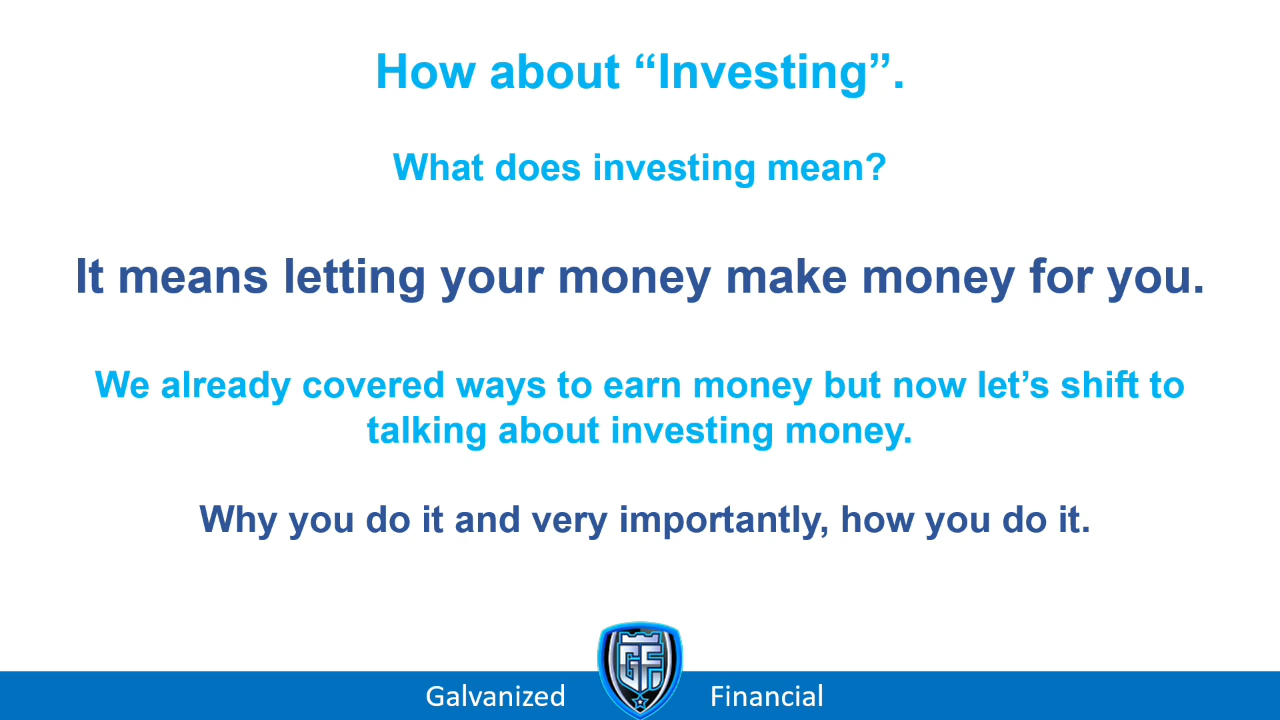 How about “Investing”.
What does investing mean?
It means letting your money make money for you.
We already covered ways to earn money but now let’s shift to
talking about investing money.
Why you do it and very importantly, how you do it.
GF
Galvanized Financial